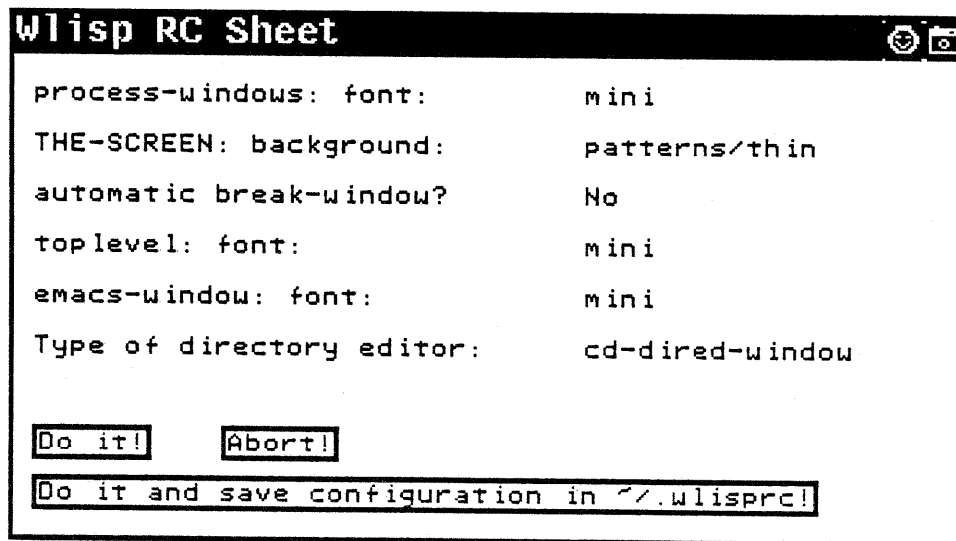 Wlisp RC Sheet
process-windows: font: mini
THE-SCREEN: background: patterns/thin
automatic break-window? No
toplevel: font: mini
emacs-window: font: mini
Type of directory editor: cd-dired-window
Do it! Abort!
Do it and save configuration in ~/.wlisprc!